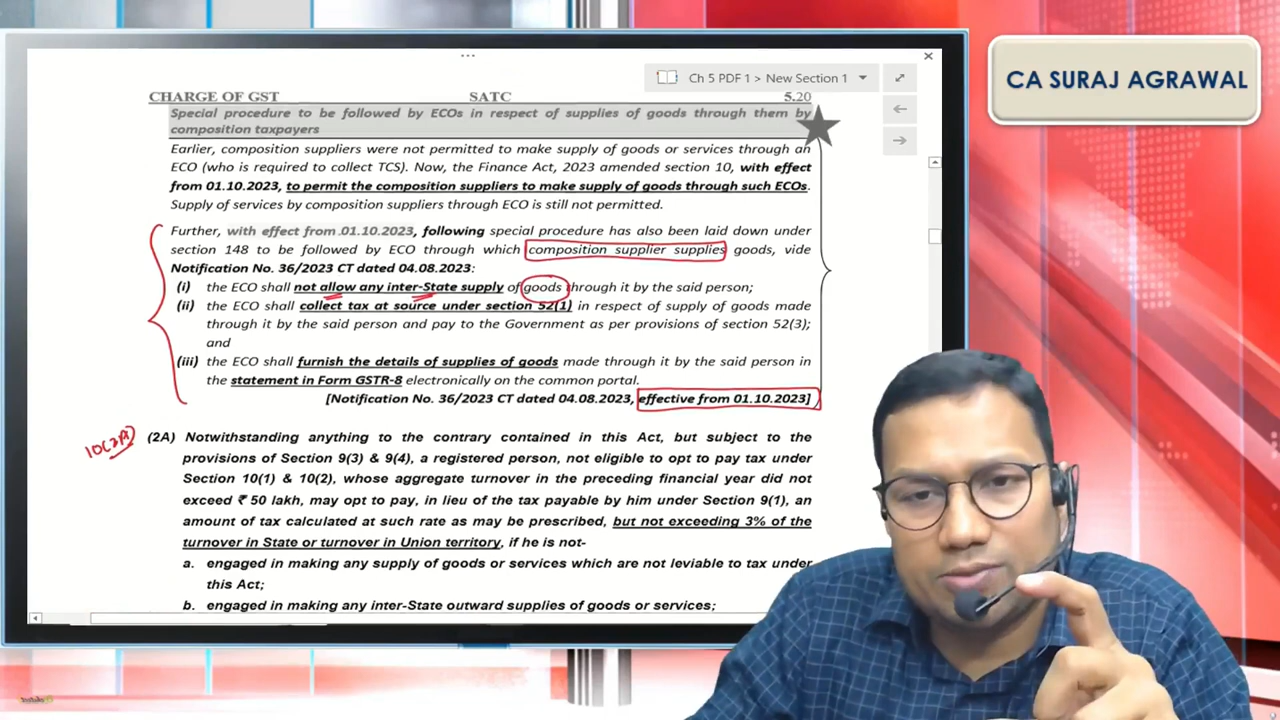 Ch 5 PDF 1 > New Section 1
CA SURAJ AGRAWAL
CHARGE OF GST SATC 5.20
Special procedure to be followed by ECOs in respect of supplies of goods through them by
composition taxpayers
Earlier, composition suppliers were not permitted to make supply of goods or services through an
ECO (who is required to collect TCS). Now, the Finance Act, 2023 amended section 10, with effect
from 01.10.2023, to permit the composition suppliers to make supply of goods through such ECOs.
Supply of services by composition suppliers through ECO is still not permitted.
Further, with effect from 01.10.2023, following special procedure has also been laid down under
section 148 to be followed by ECO through which composition supplier supplies goods, vide
Notification No. 36/2023 CT dated 04.08.2023:
(i) the ECO shall not allow any inter-State supply of goods through it by the said person;
(ii) the ECO shall collect tax at source under section 52(1) in respect of supply of goods made
through it by the said person and pay to the Government as per provisions of section 52(3);
and
(iii) the ECO shall furnish the details of supplies of goods made through it by the said person in
the statement in Form GSTR-8 electronically on the common portal.
[Notification No. 36/2023 CT dated 04.08.2023, effective from 01.10.2023]
10(2A)
(2A) Notwithstanding anything to the contrary contained in this Act, but subject to the
provisions of Section 9(3) & 9(4), a registered person, not eligible to opt to pay tax under
Section 10(1) & 10(2), whose aggregate turnover in the preceding financial year did not
exceed ₹ 50 lakh, may opt to pay, in lieu of the tax payable by him under Section 9(1), an
amount of tax calculated at such rate as may be prescribed, but not exceeding 3% of the
turnover in State or turnover in Union territory, if he is not-
a. engaged in making any supply of goods or services which are not leviable to tax under
this Act;
b. engaged in making any inter-State outward supplies of goods or services;